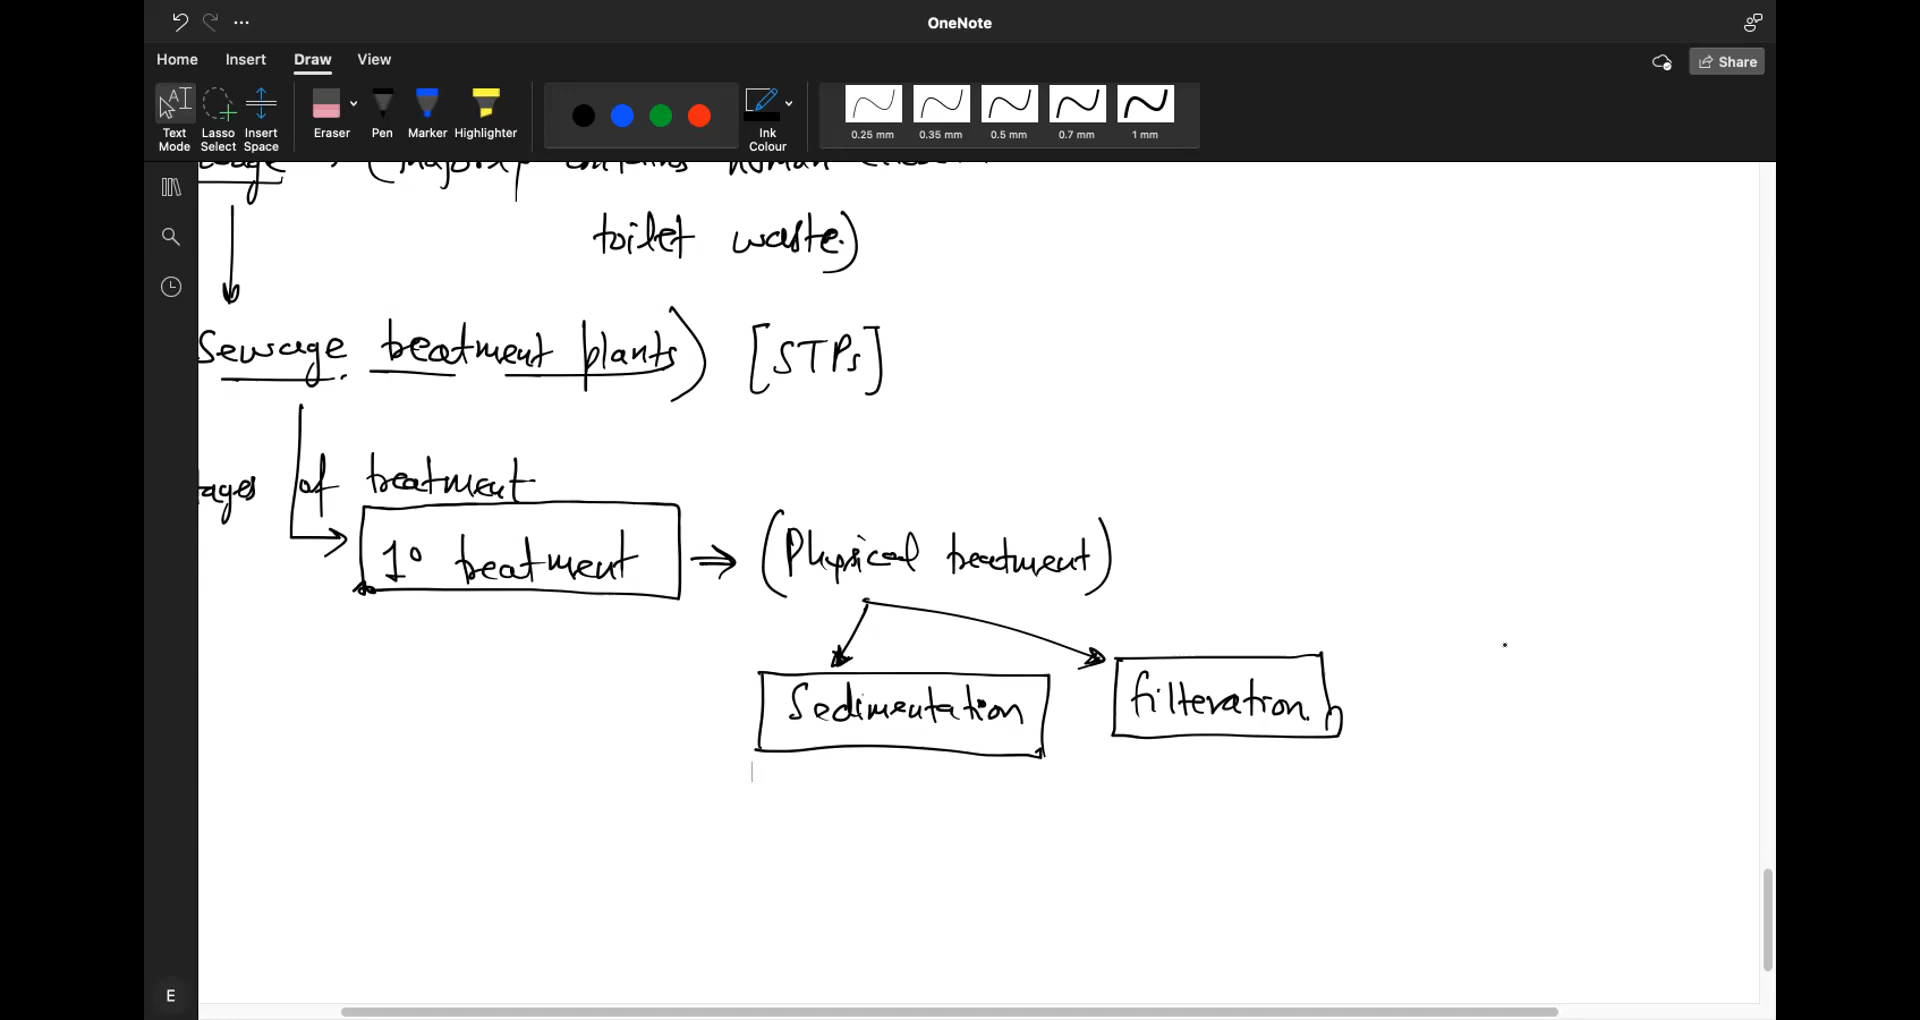 OneNote
Home Insert Draw View
Share
Text Mode
Lasso Select
Insert Space
Eraser
Pen
Marker
Highlighter
Ink Colour
0.25 mm
0.35 mm
0.5 mm
0.7 mm
1 mm
human
toilet waste)
Sewage treatment plants) [STPs]
ages of treatment
1° treatment ⇒ (Physical treatment)
Sedimentation
filteration
E